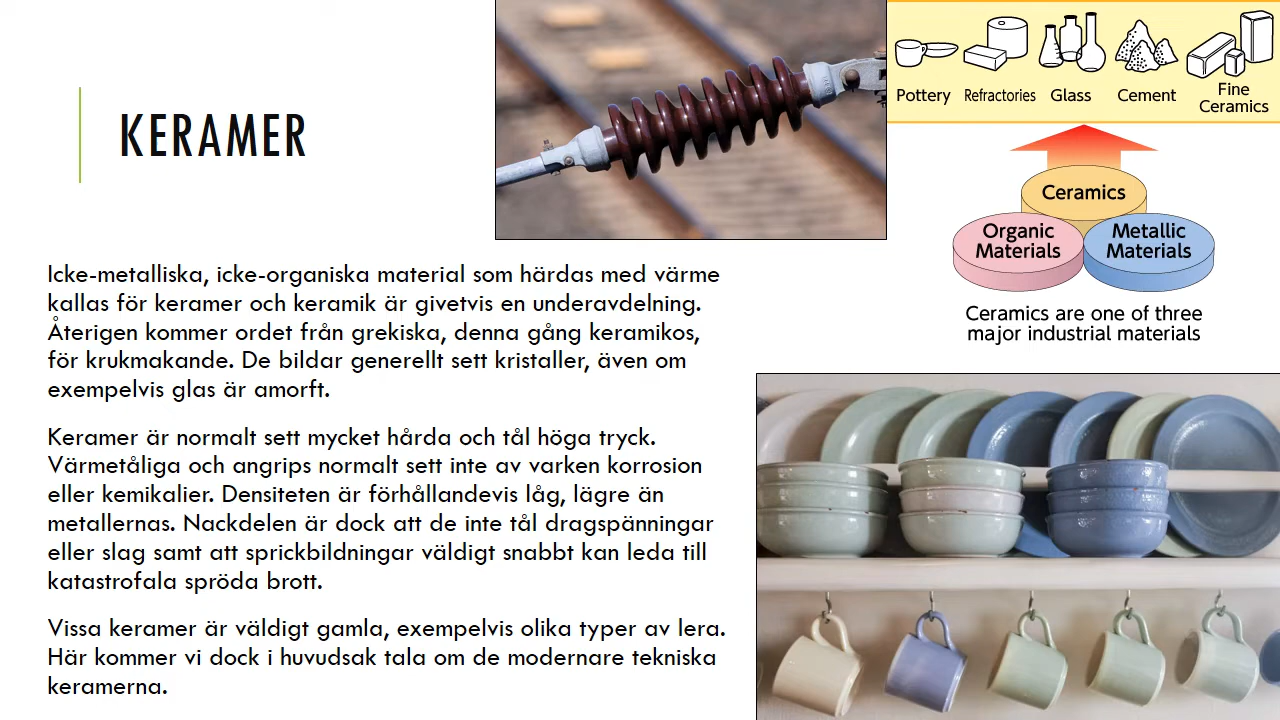 KERAMER
Icke-metalliska, icke-organiska material som härdas med värme
kallas för keramer och keramik är givetvis en underavdelning.
Återigen kommer ordet från grekiska, denna gång keramikos,
för krukmakande. De bildar generellt sett kristaller, även om
exempelvis glas är amorft.
Keramer är normalt sett mycket hårda och tål höga tryck.
Värmetåliga och angrips normalt sett inte av varken korrosion
eller kemikalier. Densiteten är förhållandevis låg, lägre än
metallernas. Nackdelen är dock att de inte tål dragspänningar
eller slag samt att sprickbildningar väldigt snabbt kan leda till
katastrofala spröda brott.
Vissa keramer är väldigt gamla, exempelvis olika typer av lera.
Här kommer vi dock i huvudsak tala om de modernare tekniska
keramerna.
Pottery
Refractories
Glass
Cement
Fine
Ceramics
Ceramics
Organic
Materials
Metallic
Materials
Ceramics are one of three
major industrial materials